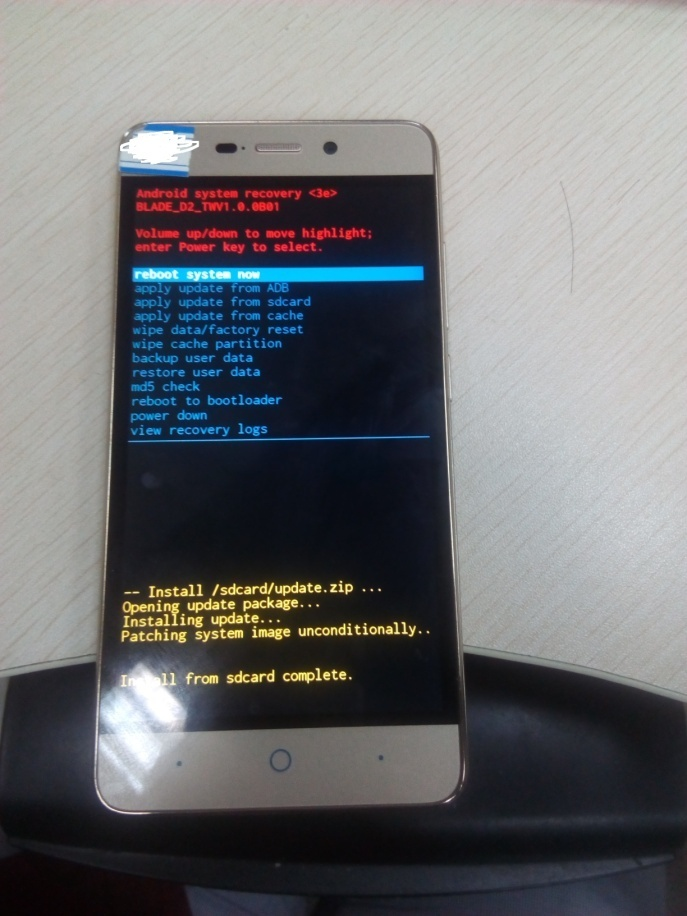 Android system recovery <3e>
BLADE_D2_TWV1.0.0B01
Volume up/down to move highlight;
enter Power key to select.
reboot system now
apply update from ADB
apply update from sdcard
apply update from cache
wipe data/factory reset
wipe cache partition
backup user data
restore user data
md5 check
reboot to bootloader
power down
view recovery logs
-- Install /sdcard/update.zip ...
Opening update package...
Installing update...
Patching system image unconditionally..
Install from sdcard complete.